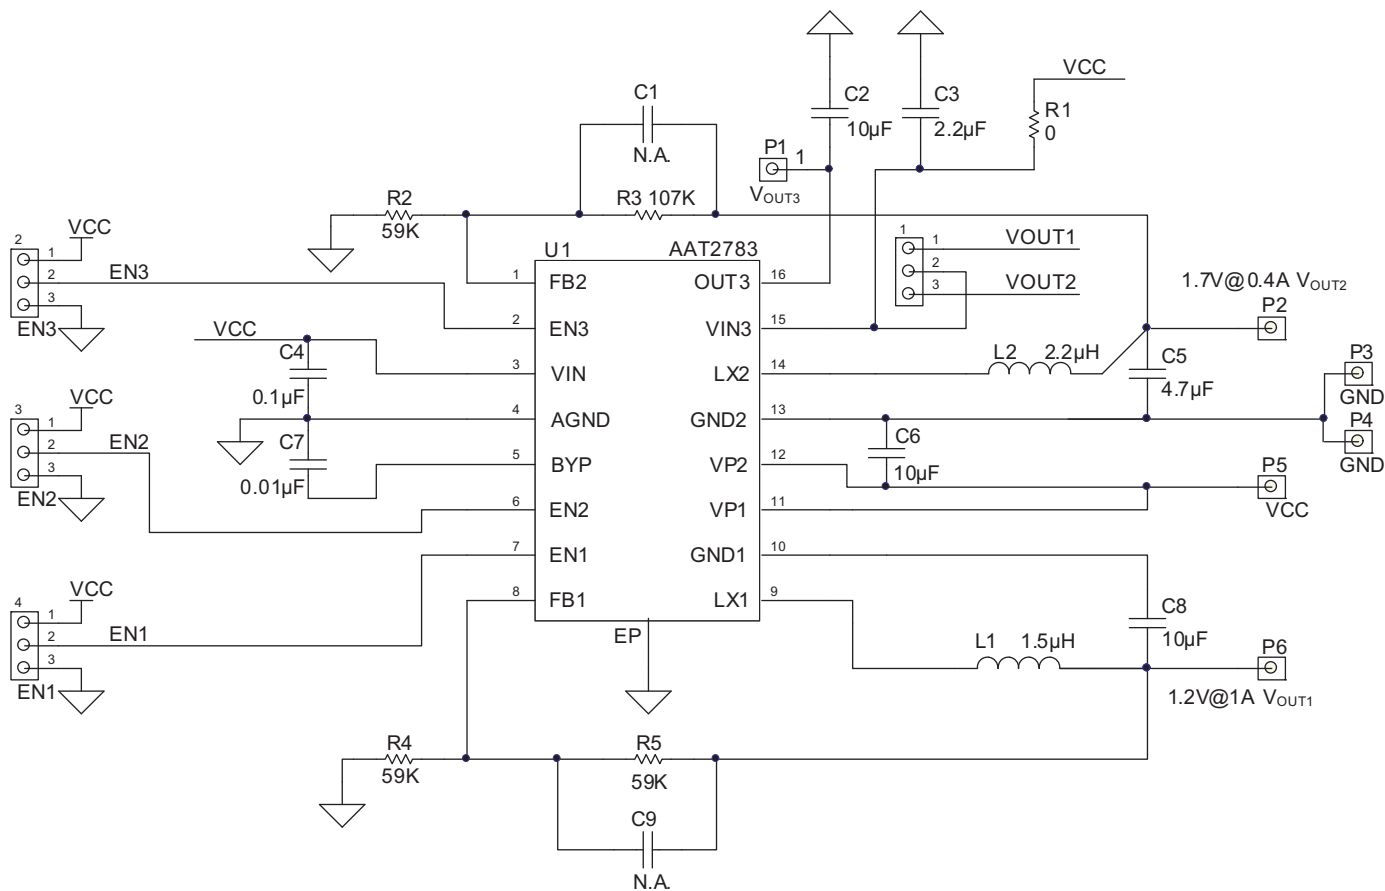 VCC
C1
C2
C3
R1
10µF
2.2µF
0
P1
1
N.A.
VOUT3
R2
R3 107K
59K
2
VCC
1
EN3
2
3
EN3
U1
AAT2783
1
FB2
2
EN3
3
VIN
4
AGND
5
BYP
6
EN2
7
EN1
8
FB1
EP
OUT3
16
VIN3
15
LX2
14
GND2
13
VP2
12
VP1
11
GND1
10
LX1
9
1
1
VOUT1
2
3
VOUT2
1.7V@0.4A VOUT2
P2
VCC
C4
0.1µF
C7
0.01µF
L2
2.2µH
C5
4.7µF
P3
GND
P4
GND
C6
10µF
P5
VCC
3
VCC
1
EN2
2
3
EN2
4
VCC
1
EN1
2
3
EN1
C8
10µF
L1
1.5µH
P6
1.2V@1A VOUT1
R4
59K
R5
59K
C9
N.A.